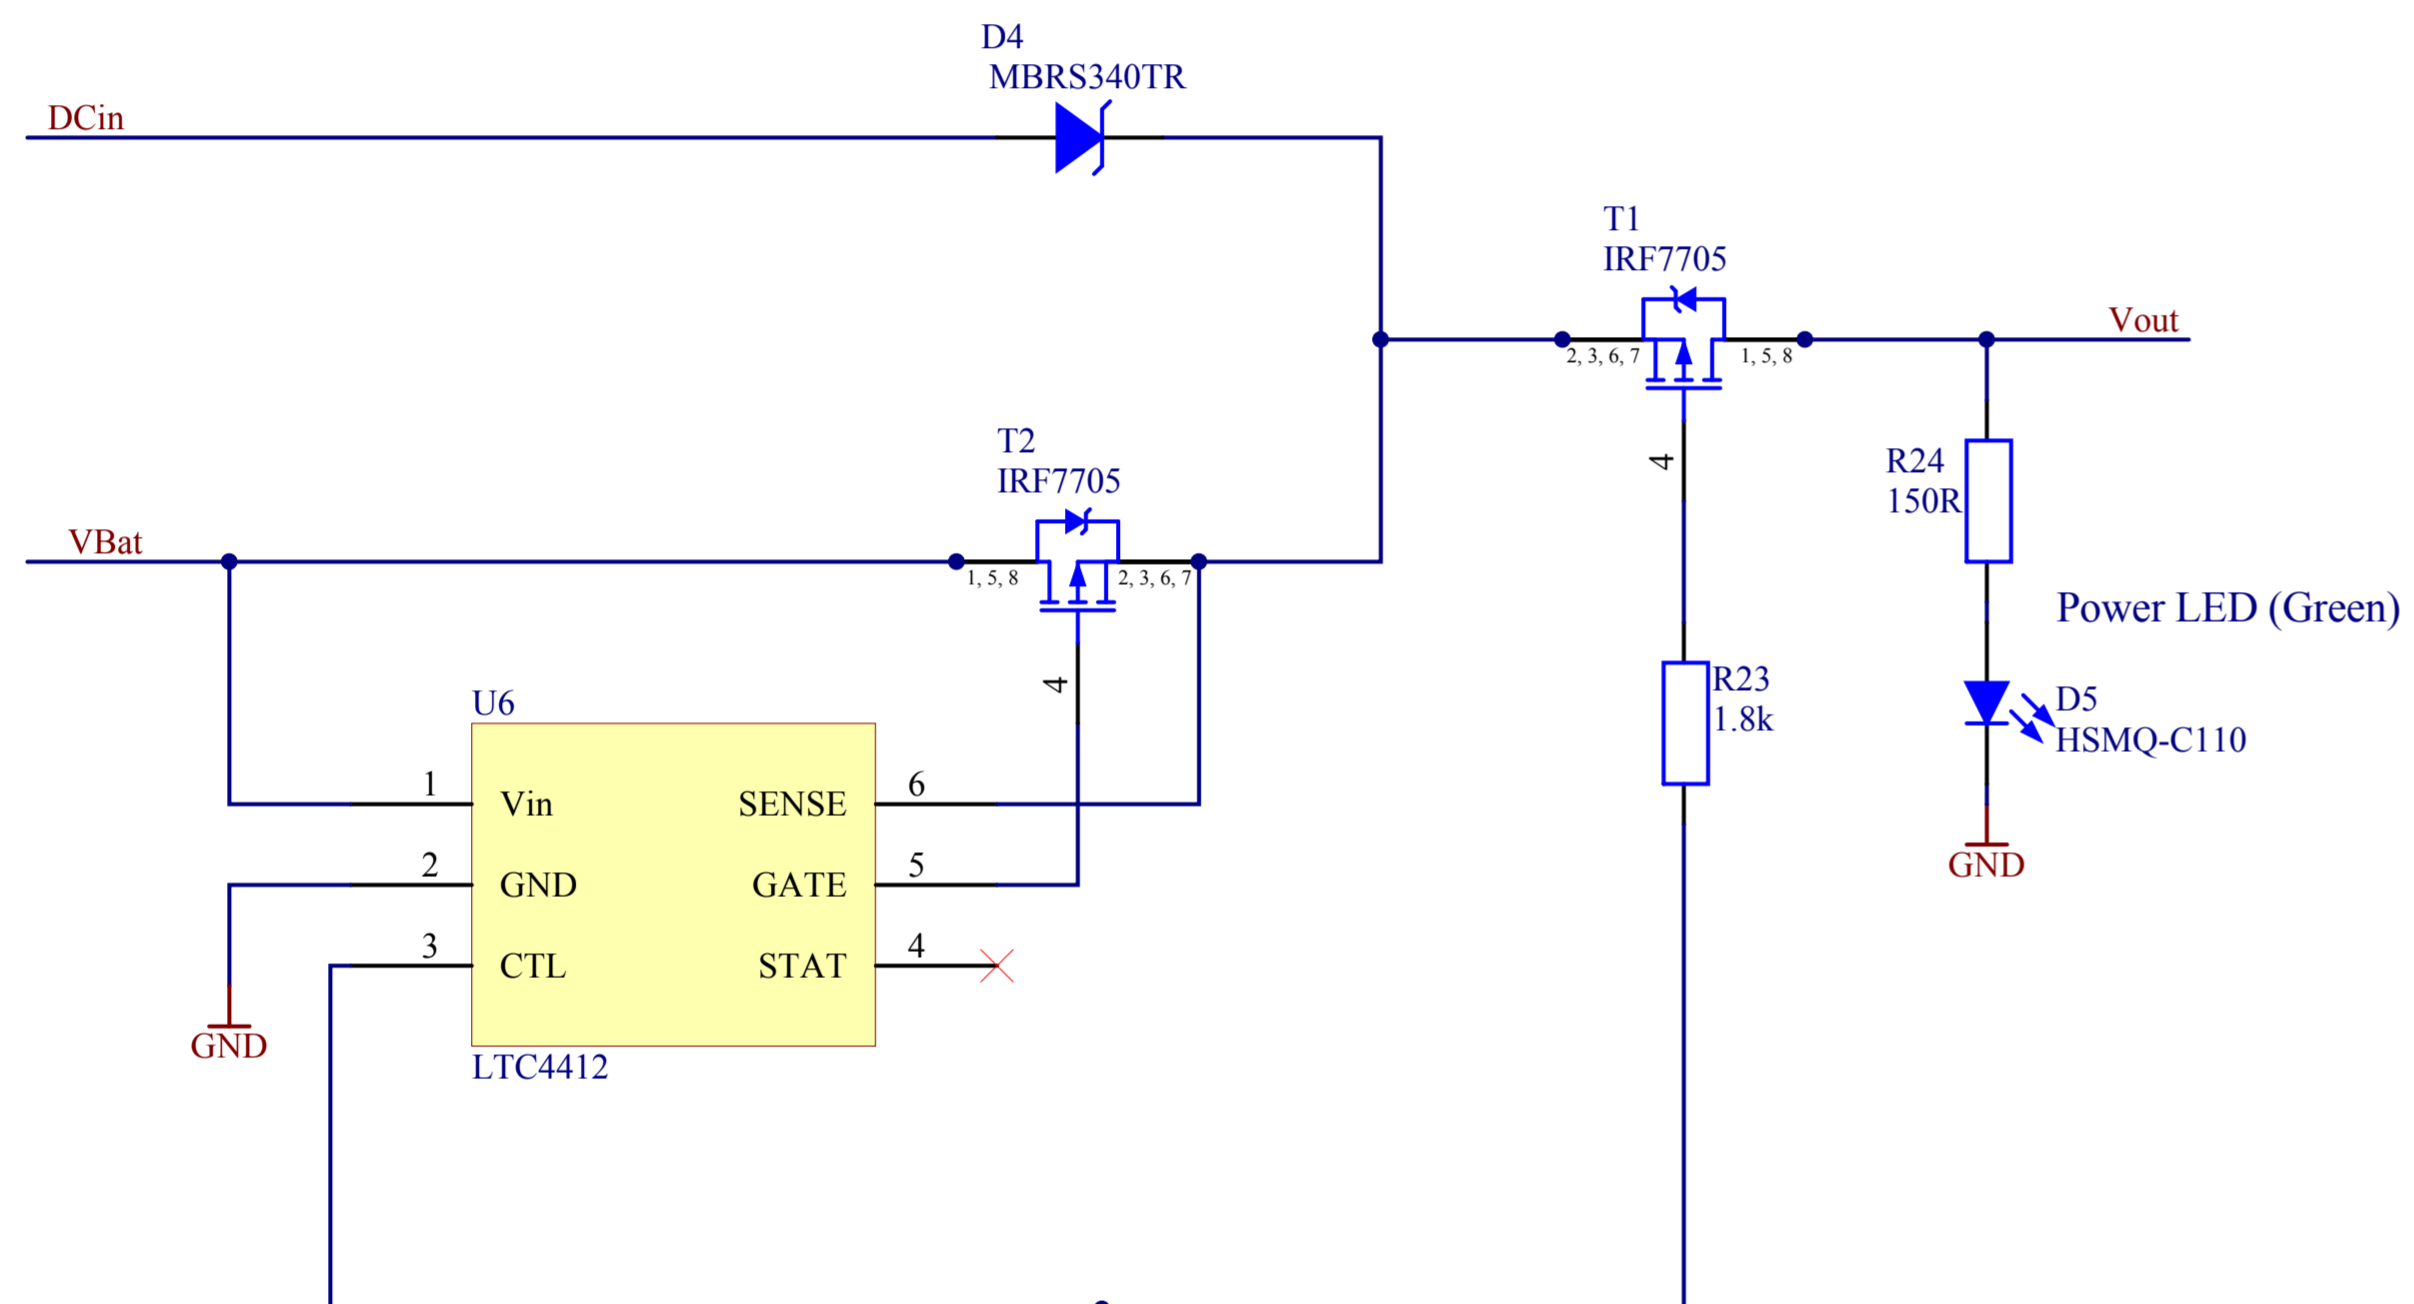 D4
MBRS340TR
DCin
T1
IRF7705
2, 3, 6, 7
1, 5, 8
Vout
4
R24
150R
T2
IRF7705
VBat
1, 5, 8
2, 3, 6, 7
4
Power LED (Green)
R23
1.8k
D5
HSMQ-C110
GND
U6
1
Vin
SENSE
6
2
GND
GATE
5
3
CTL
STAT
4
GND
LTC4412